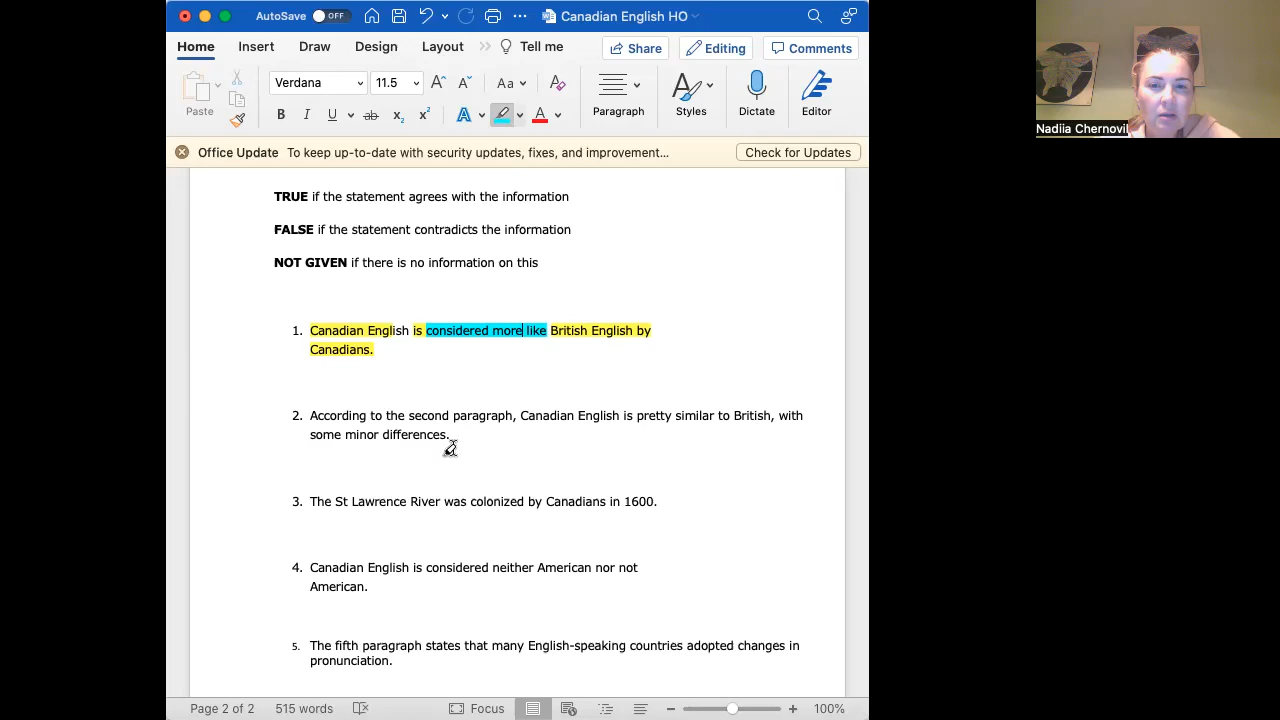 AutoSave OFF Canadian English HO
Home Insert Draw Design Layout Tell me Share Editing Comments
Verdana 11.5 Aa
Paste B I U ab x₂ x² A A Paragraph Styles Dictate Editor
Office Update To keep up-to-date with security updates, fixes, and improvement... Check for Updates
TRUE if the statement agrees with the information
FALSE if the statement contradicts the information
NOT GIVEN if there is no information on this
1. Canadian English is considered more like British English by
Canadians.
2. According to the second paragraph, Canadian English is pretty similar to British, with
some minor differences.
3. The St Lawrence River was colonized by Canadians in 1600.
4. Canadian English is considered neither American nor not
American.
5. The fifth paragraph states that many English-speaking countries adopted changes in
pronunciation.
Page 2 of 2 515 words Focus 100%
Nadiia Chernovil